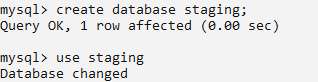 mysql> create database staging;
Query OK, 1 row affected (0.00 sec)
mysql> use staging
Database changed